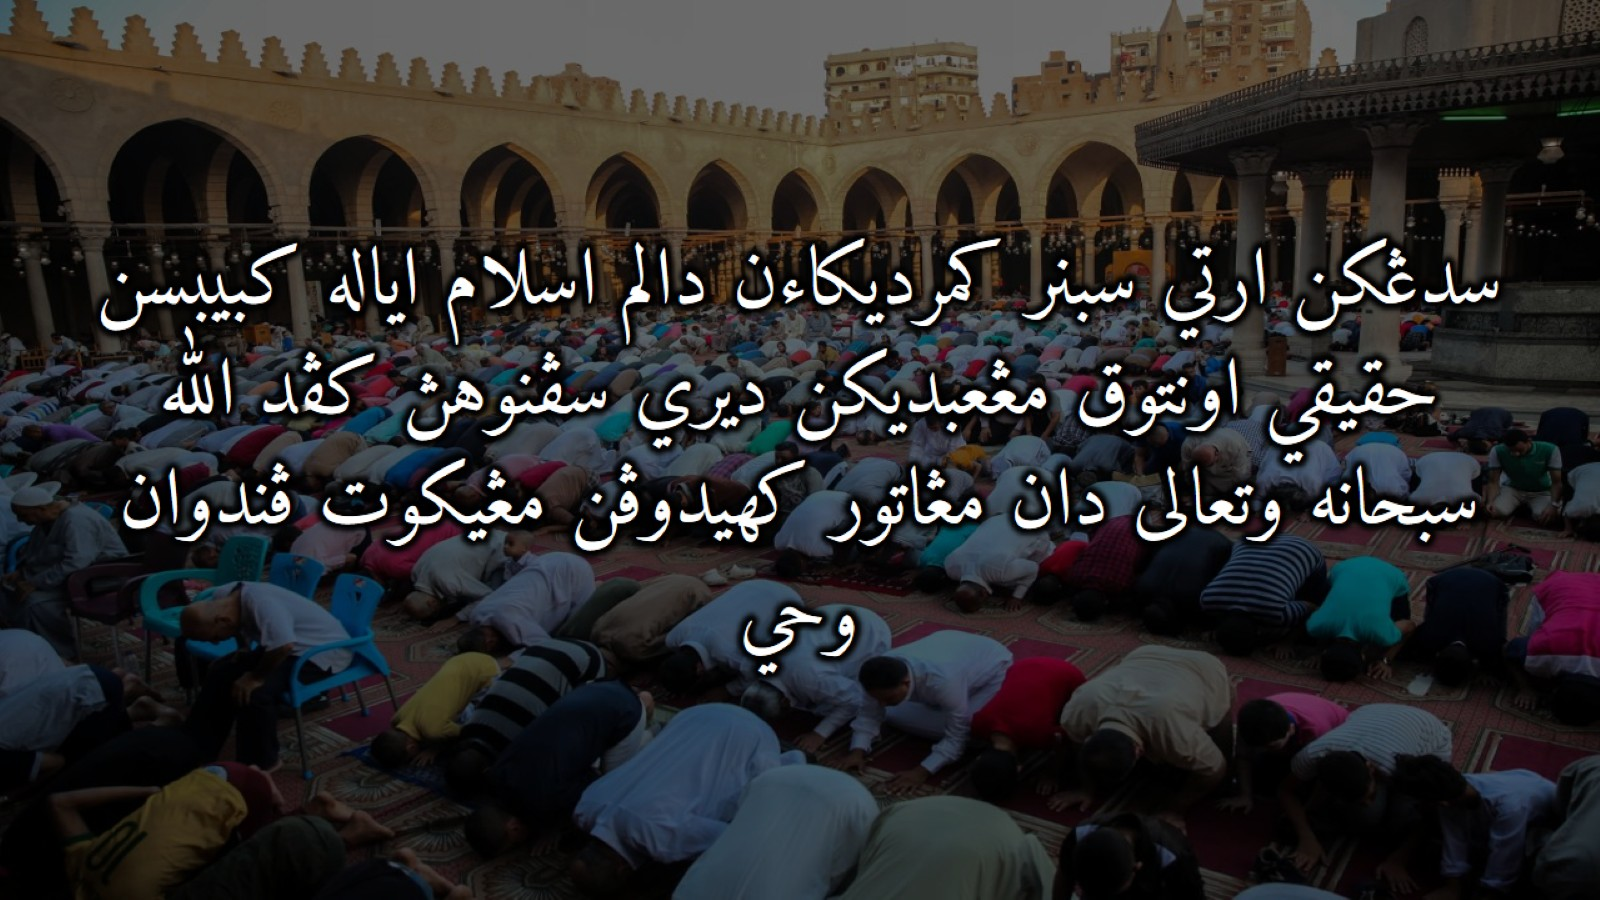 سدڠكن ارتي سبنر كمرديكاءن دالم اسلام اياله كبيبسن
حقيقي اونتوق مڠعبديكن ديري سڤنوهڽ كڤد الله
سبحانه وتعالى دان مڠاتور كهيدوڤن مڠيكوت ڤندوان
وحي